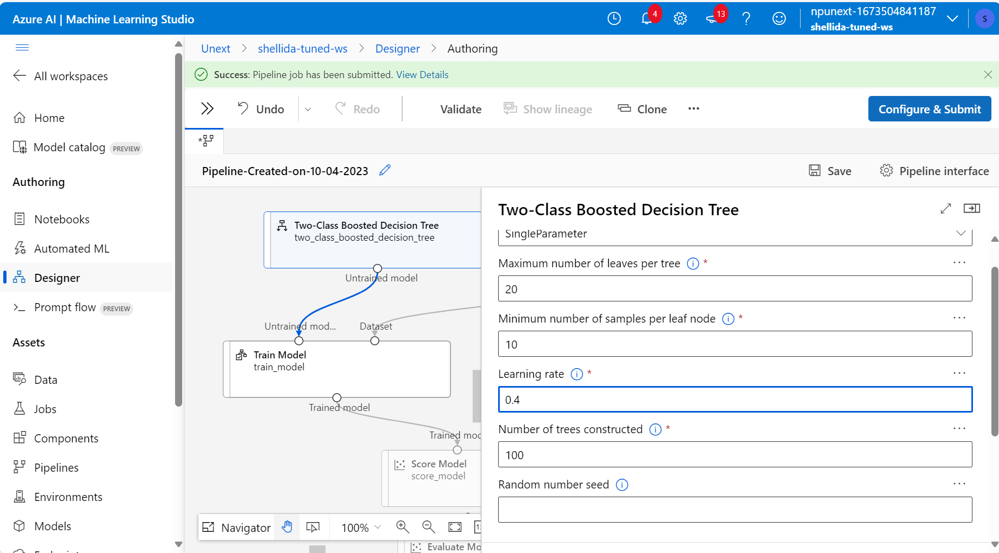 Azure AI | Machine Learning Studio
4
13
npunext-1673504841187
shellida-tuned-ws
S
All workspaces
Home
Model catalog PREVIEW
Authoring
Notebooks
Automated ML
Designer
Prompt flow PREVIEW
Assets
Data
Jobs
Components
Pipelines
Environments
Models
Unext > shellida-tuned-ws > Designer > Authoring
Success: Pipeline job has been submitted. View Details
Undo
Redo
Validate
Show lineage
Clone
...
Configure & Submit
*
Pipeline-Created-on-10-04-2023
Save
Pipeline interface
Two-Class Boosted Decision Tree
two_class_boosted_decision_tree
Untrained model
Untrained mod...
Dataset
Train Model
train_model
Trained model
Trained mod
Score Model
score_model
Navigator
100%
Evaluate Mo
Two-Class Boosted Decision Tree
SingleParameter
Maximum number of leaves per tree *
...
20
Minimum number of samples per leaf node *
...
10
Learning rate *
...
0.4
Number of trees constructed *
...
100
Random number seed
...